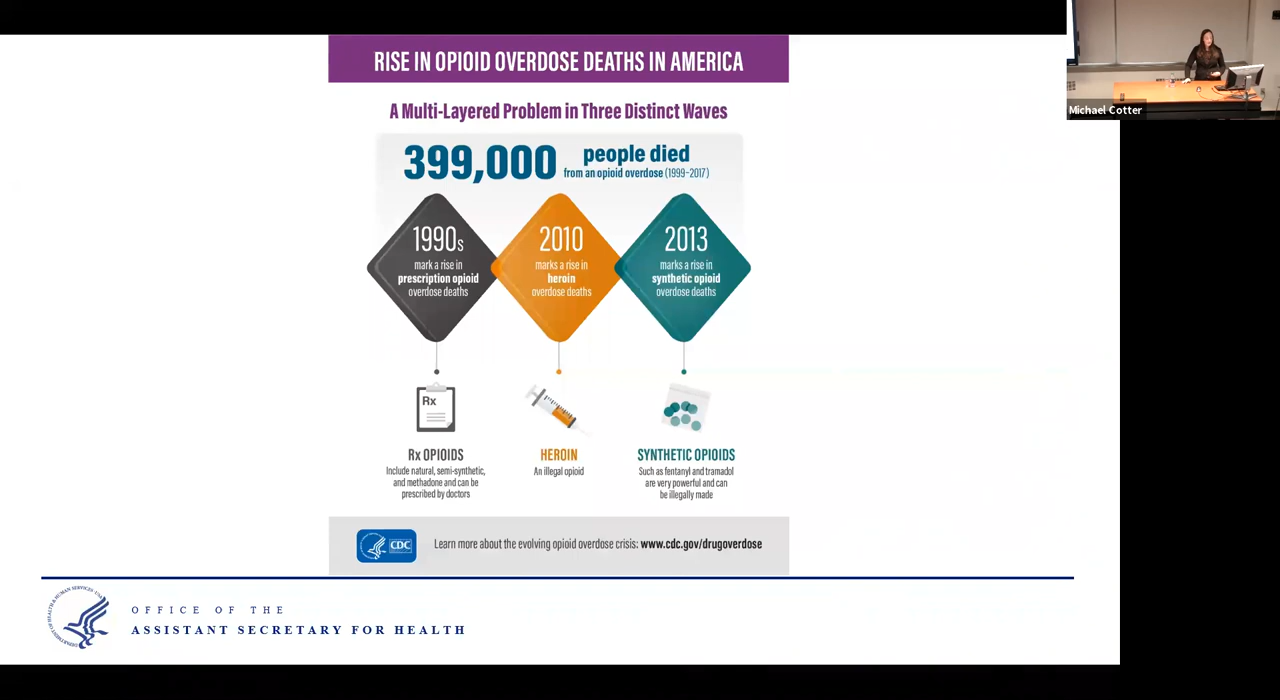 RISE IN OPIOID OVERDOSE DEATHS IN AMERICA
A Multi-Layered Problem in Three Distinct Waves
399,000 people died
from an opioid overdose (1999-2017)
1990s
mark a rise in
prescription opioid
overdose deaths
2010
marks a rise in
heroin
overdose deaths
2013
marks a rise in
synthetic opioid
overdose deaths
Rx
Rx OPIOIDS
Include natural, semi-synthetic,
and methadone and can be
prescribed by doctors
HEROIN
An illegal opioid
SYNTHETIC OPIOIDS
Such as fentanyl and tramadol
are very powerful and can
be illegally made
CDC
Learn more about the evolving opioid overdose crisis: www.cdc.gov/drugoverdose
OFFICE OF THE
ASSISTANT SECRETARY FOR HEALTH
Michael Cotter